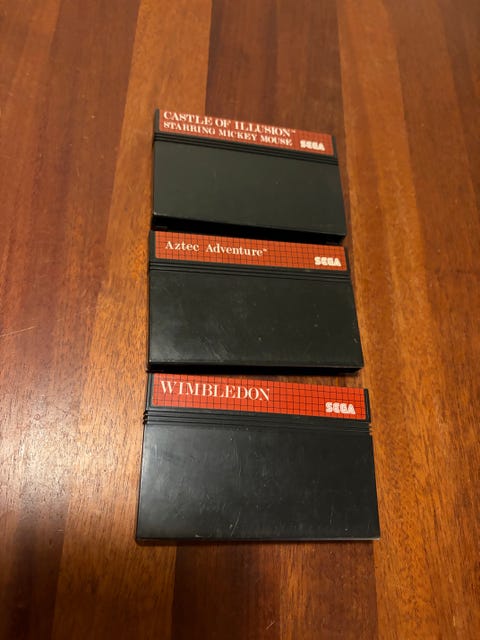 CASTLE OF ILLUSION™
STARRING MICKEY MOUSE
SEGA
Aztec Adventure™
SEGA
WIMBLEDON
SEGA